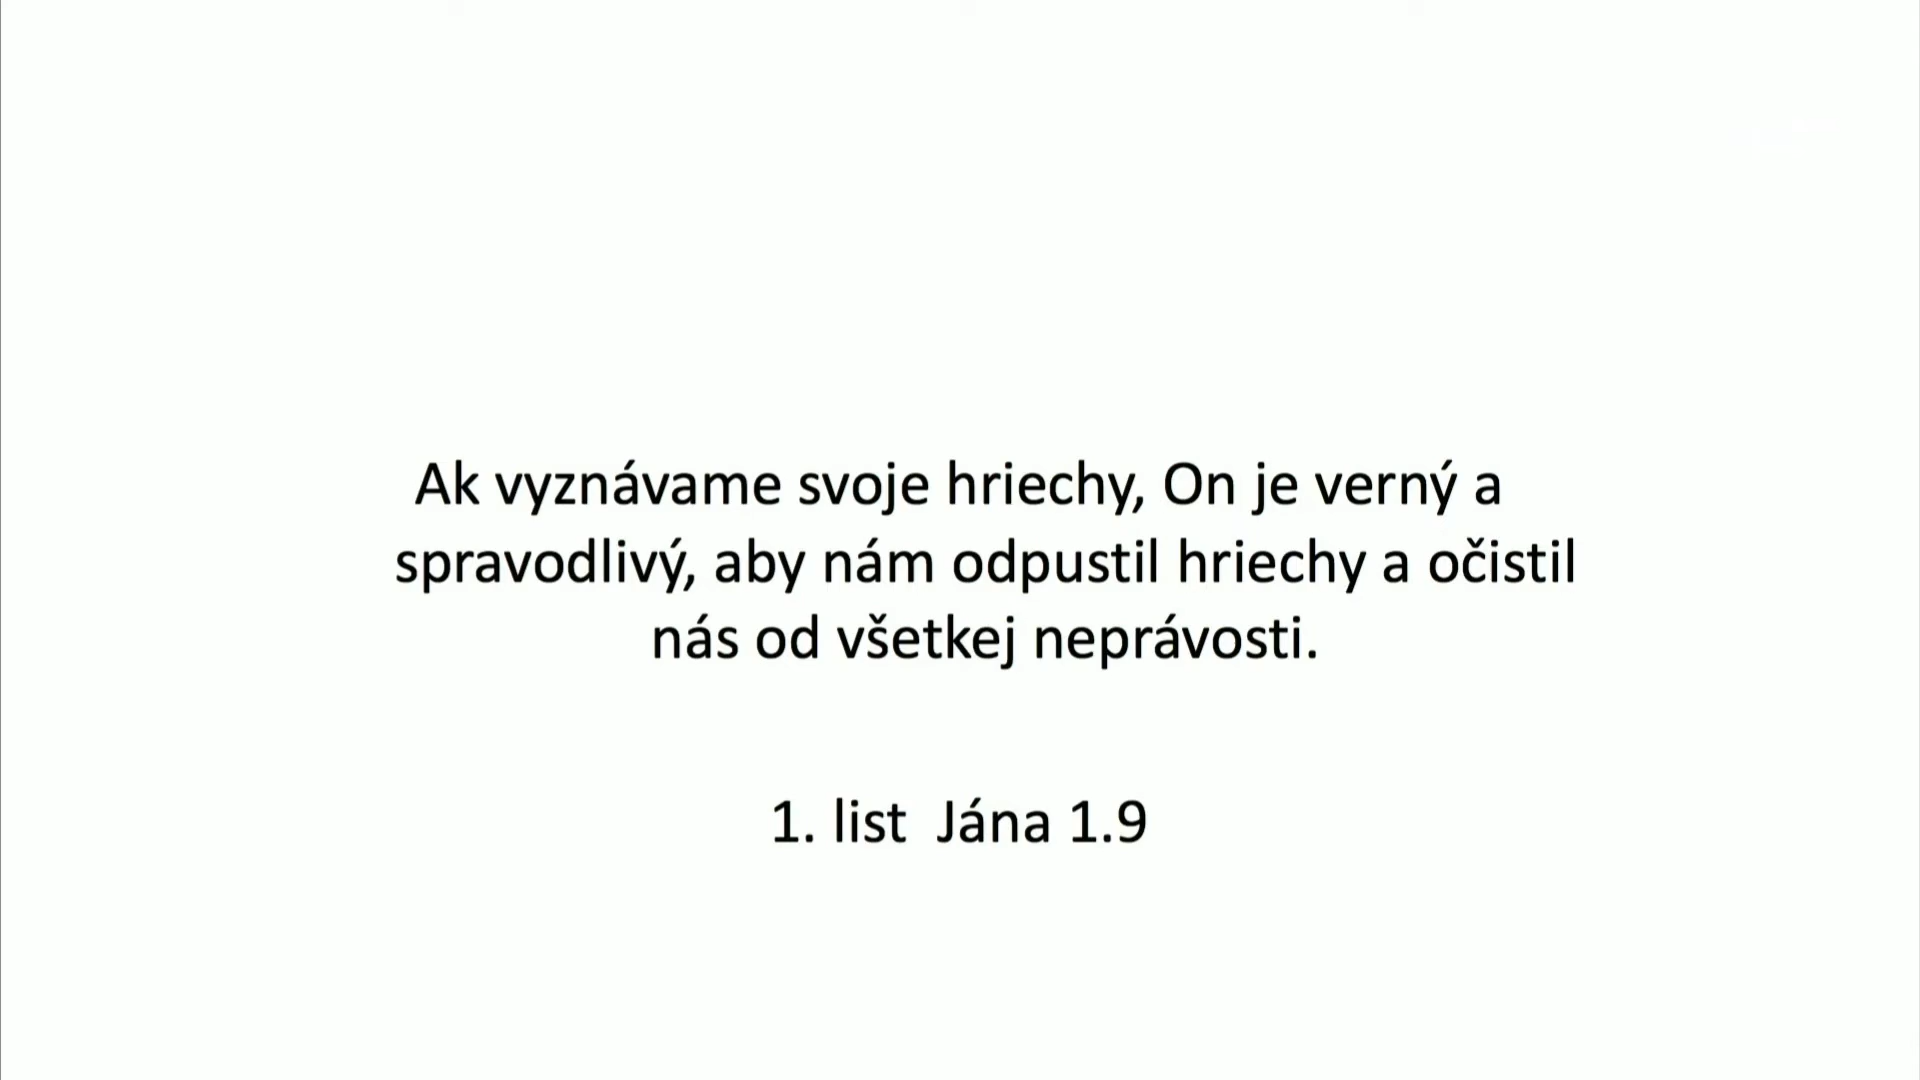 Ak vyznávame svoje hriechy, On je verný a
spravodlivý, aby nám odpustil hriechy a očistil
nás od všetkej neprávosti.
1. list  Jána 1.9